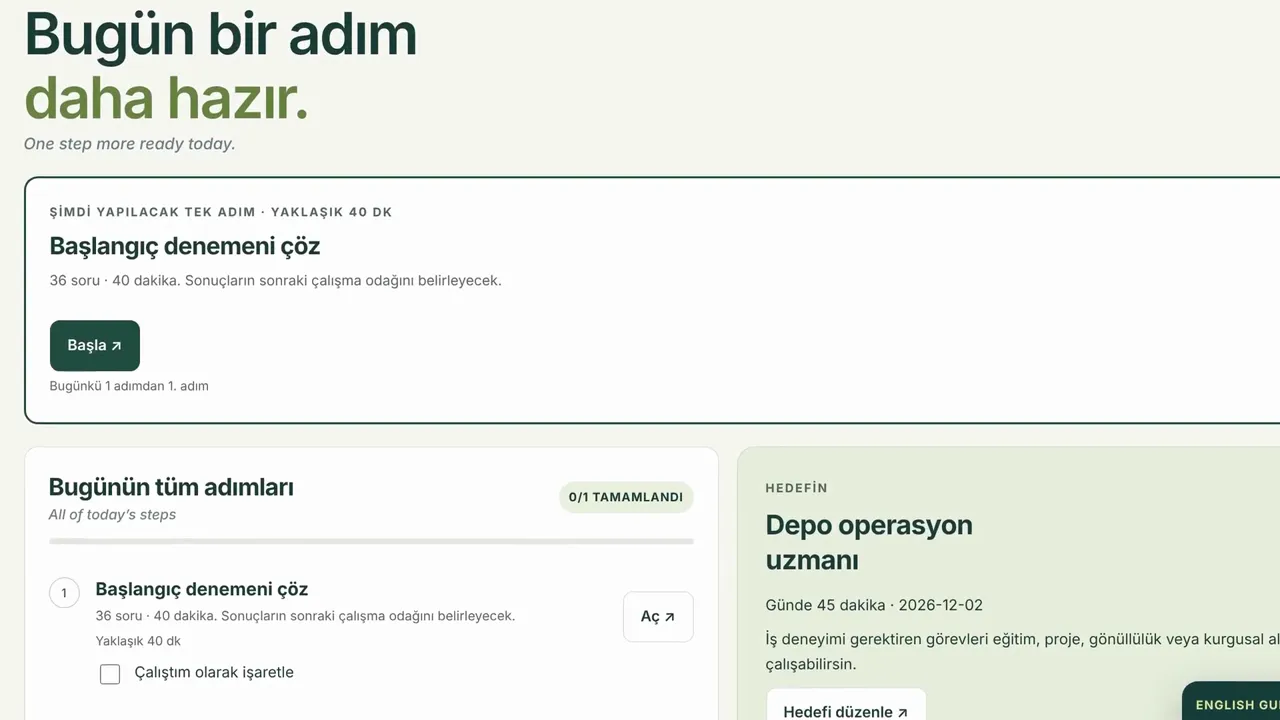 Bugün bir adım
daha hazır.
One step more ready today.
ŞİMDİ YAPILACAK TEK ADIM · YAKLAŞIK 40 DK
Başlangıç denemeni çöz
36 soru · 40 dakika. Sonuçların sonraki çalışma odağını belirleyecek.
Başla ↗
Bugünkü 1 adımdan 1. adım
Bugünün tüm adımları
All of today's steps
0/1 TAMAMLANDI
1
Başlangıç denemeni çöz
36 soru · 40 dakika. Sonuçların sonraki çalışma odağını belirleyecek.
Yaklaşık 40 dk
Aç ↗
Çalıştım olarak işaretle
HEDEFİN
Depo operasyon
uzmanı
Günde 45 dakika · 2026-12-02
İş deneyimi gerektiren görevleri eğitim, proje, gönüllülük veya kurgusal
çalışabilirsin.
Hedefi düzenle ↗
ENGLISH